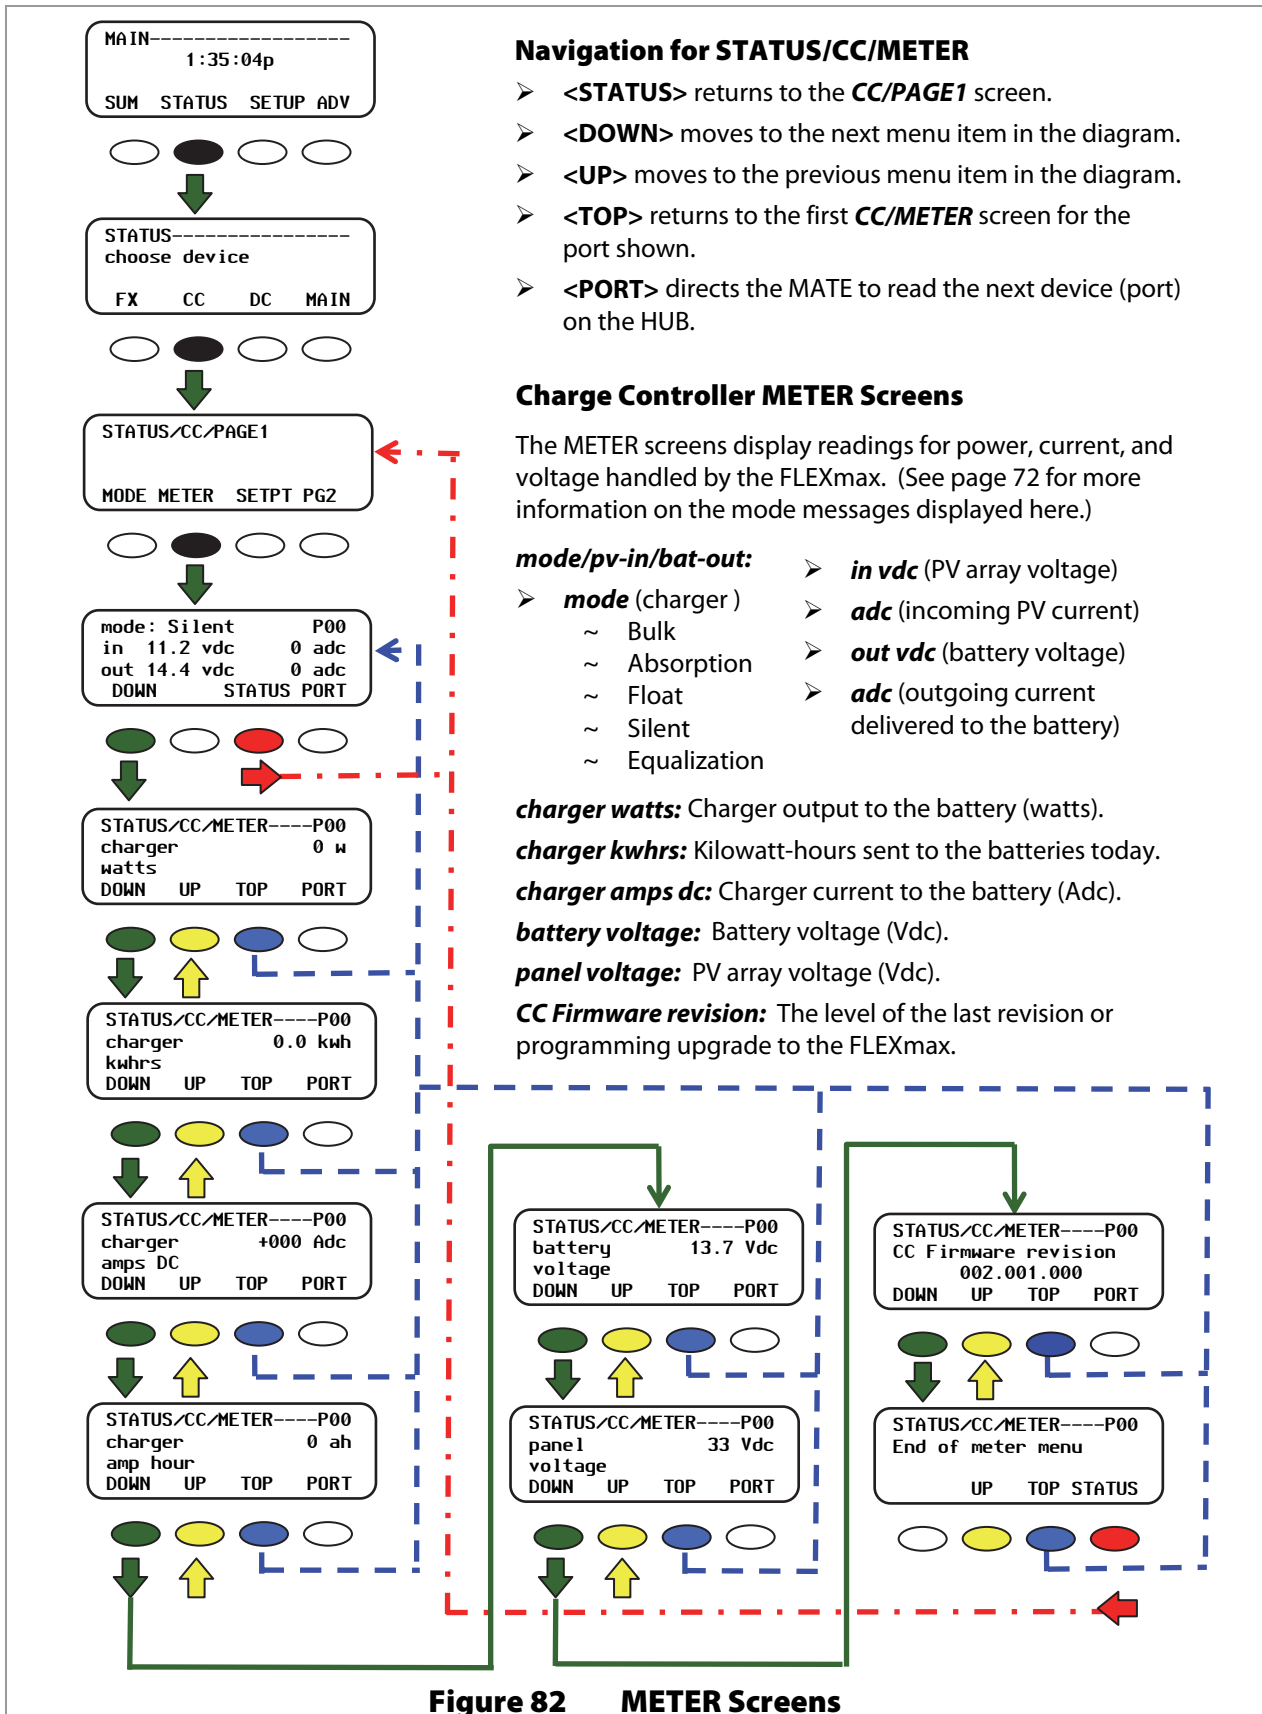 MAIN------------------
1:35:04p
SUM STATUS SETUP ADV
STATUS----------------
choose device
FX CC DC MAIN
STATUS/CC/PAGE1
MODE METER SETPT PG2
mode: Silent P00
in 11.2 vdc 0 adc
out 14.4 vdc 0 adc
DOWN STATUS PORT
STATUS/CC/METER----P00
charger 0 w
watts
DOWN UP TOP PORT
STATUS/CC/METER----P00
charger 0.0 kwh
kwhrs
DOWN UP TOP PORT
STATUS/CC/METER----P00
charger +000 Adc
amps DC
DOWN UP TOP PORT
STATUS/CC/METER----P00
charger 0 ah
amp hour
DOWN UP TOP PORT
Navigation for STATUS/CC/METER
➢ <STATUS> returns to the CC/PAGE1 screen.
➢ <DOWN> moves to the next menu item in the diagram.
➢ <UP> moves to the previous menu item in the diagram.
➢ <TOP> returns to the first CC/METER screen for the
port shown.
➢ <PORT> directs the MATE to read the next device (port)
on the HUB.
Charge Controller METER Screens
The METER screens display readings for power, current, and
voltage handled by the FLEXmax. (See page 72 for more
information on the mode messages displayed here.)
mode/pv-in/bat-out:
➢ mode (charger )
~ Bulk
~ Absorption
~ Float
~ Silent
~ Equalization
➢ in vdc (PV array voltage)
➢ adc (incoming PV current)
➢ out vdc (battery voltage)
➢ adc (outgoing current
delivered to the battery)
charger watts: Charger output to the battery (watts).
charger kwhrs: Kilowatt-hours sent to the batteries today.
charger amps dc: Charger current to the battery (Adc).
battery voltage: Battery voltage (Vdc).
panel voltage: PV array voltage (Vdc).
CC Firmware revision: The level of the last revision or
programming upgrade to the FLEXmax.
STATUS/CC/METER----P00
battery 13.7 Vdc
voltage
DOWN UP TOP PORT
STATUS/CC/METER----P00
panel 33 Vdc
voltage
DOWN UP TOP PORT
STATUS/CC/METER----P00
CC Firmware revision
002.001.000
DOWN UP TOP PORT
STATUS/CC/METER----P00
End of meter menu
UP TOP STATUS
Figure 82 METER Screens